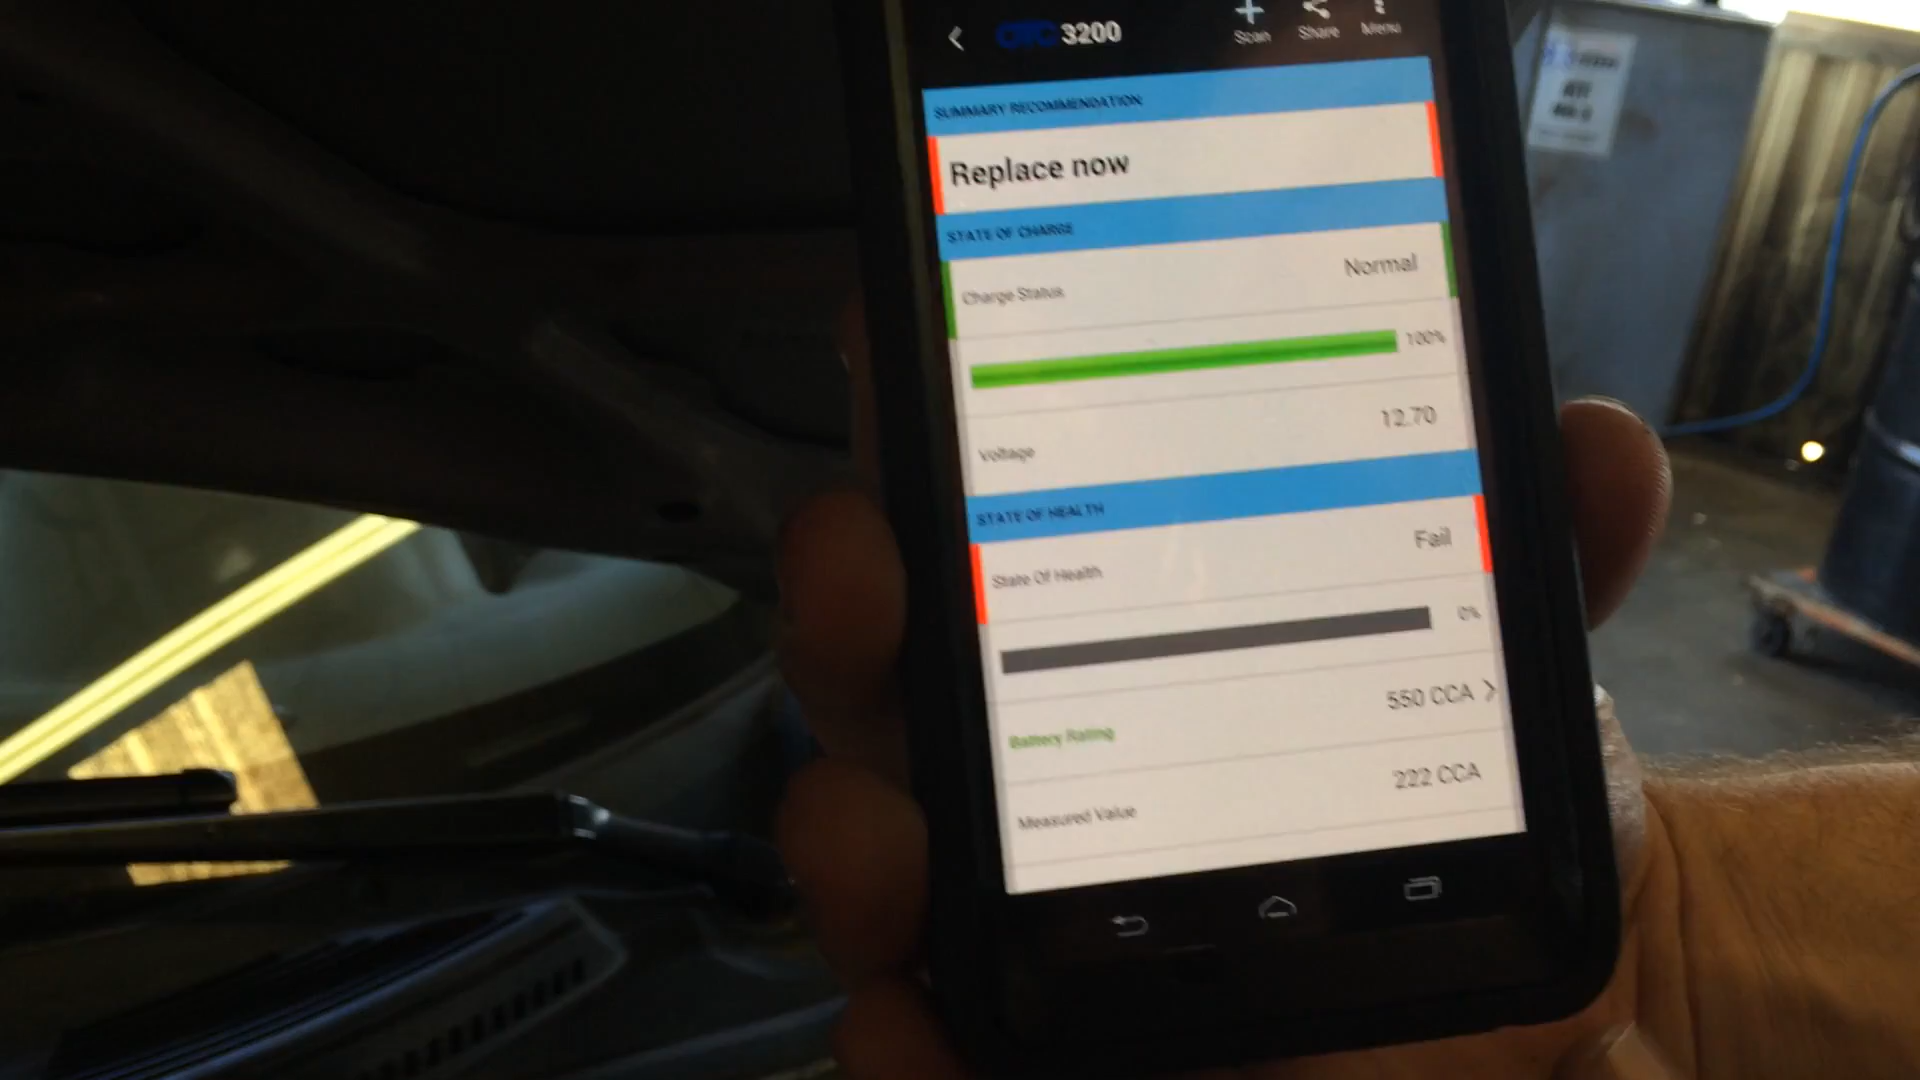 OTC 3200
Scan Share Menu
SUMMARY RECOMMENDATION
Replace now
STATE OF CHARGE
Charge Status Normal
100%
Voltage 12.70
STATE OF HEALTH
State Of Health Fail
0%
Battery Rating 550 CCA
Measured Value 222 CCA